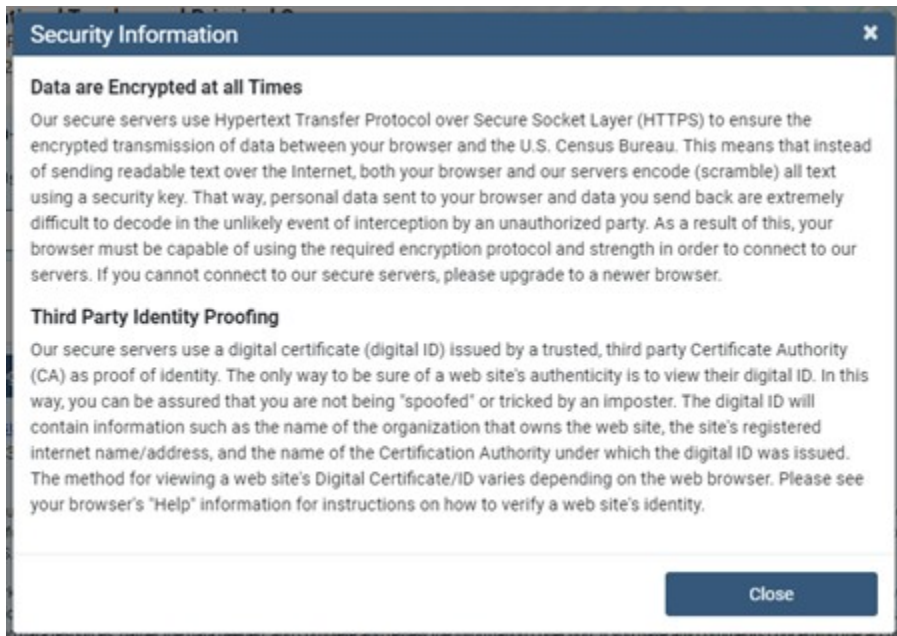 Security Information
Data are Encrypted at all Times
Our secure servers use Hypertext Transfer Protocol over Secure Socket Layer (HTTPS) to ensure the
encrypted transmission of data between your browser and the U.S. Census Bureau. This means that instead
of sending readable text over the Internet, both your browser and our servers encode (scramble) all text
using a security key. That way, personal data sent to your browser and data you send back are extremely
difficult to decode in the unlikely event of interception by an unauthorized party. As a result of this, your
browser must be capable of using the required encryption protocol and strength in order to connect to our
servers. If you cannot connect to our secure servers, please upgrade to a newer browser.
Third Party Identity Proofing
Our secure servers use a digital certificate (digital ID) issued by a trusted, third party Certificate Authority
(CA) as proof of identity. The only way to be sure of a web site's authenticity is to view their digital ID. In this
way, you can be assured that you are not being "spoofed" or tricked by an imposter. The digital ID will
contain information such as the name of the organization that owns the web site, the site's registered
internet name/address, and the name of the Certification Authority under which the digital ID was issued.
The method for viewing a web site's Digital Certificate/ID varies depending on the web browser. Please see
your browser's "Help" information for instructions on how to verify a web site's identity.
Close